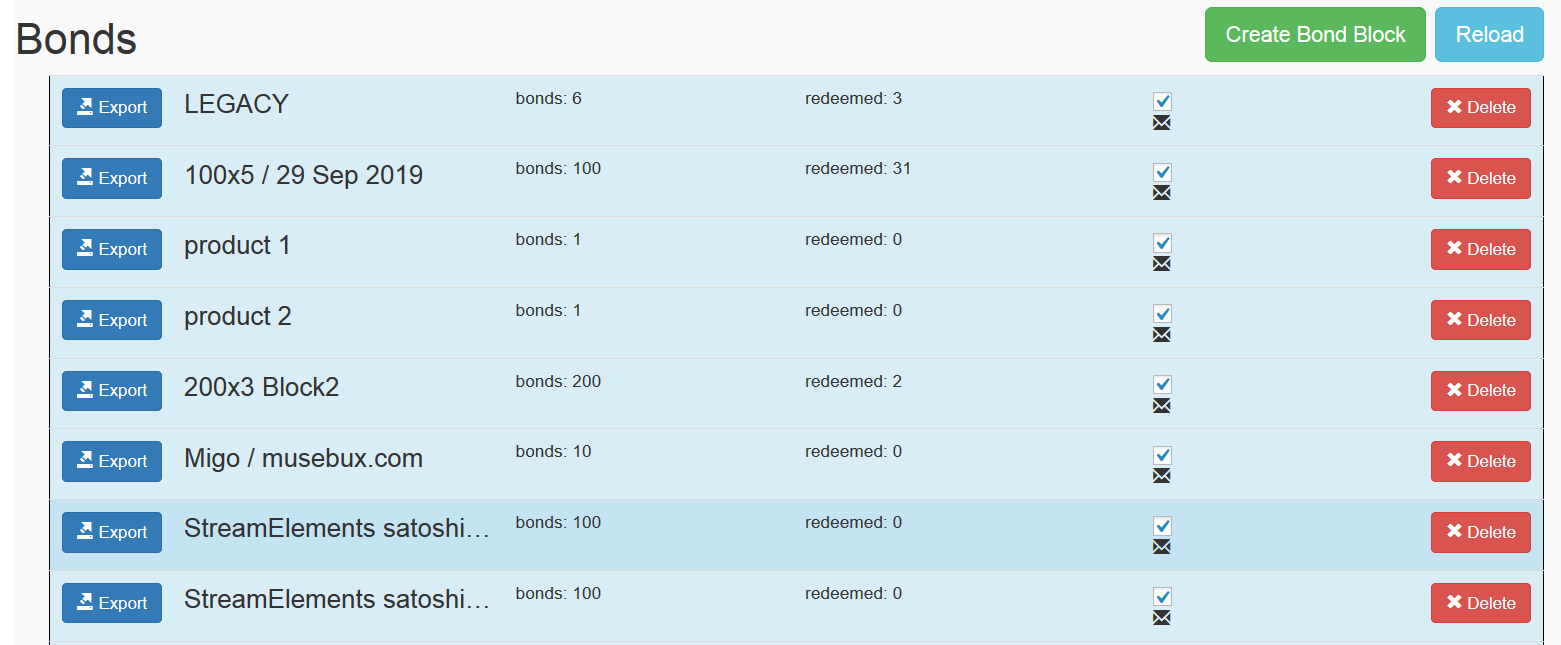 Bonds
Create Bond Block
Reload
Export LEGACY bonds: 6 redeemed: 3 Delete
Export 100x5 / 29 Sep 2019 bonds: 100 redeemed: 31 Delete
Export product 1 bonds: 1 redeemed: 0 Delete
Export product 2 bonds: 1 redeemed: 0 Delete
Export 200x3 Block2 bonds: 200 redeemed: 2 Delete
Export Migo / musebux.com bonds: 10 redeemed: 0 Delete
Export StreamElements satoshi… bonds: 100 redeemed: 0 Delete
Export StreamElements satoshi… bonds: 100 redeemed: 0 Delete